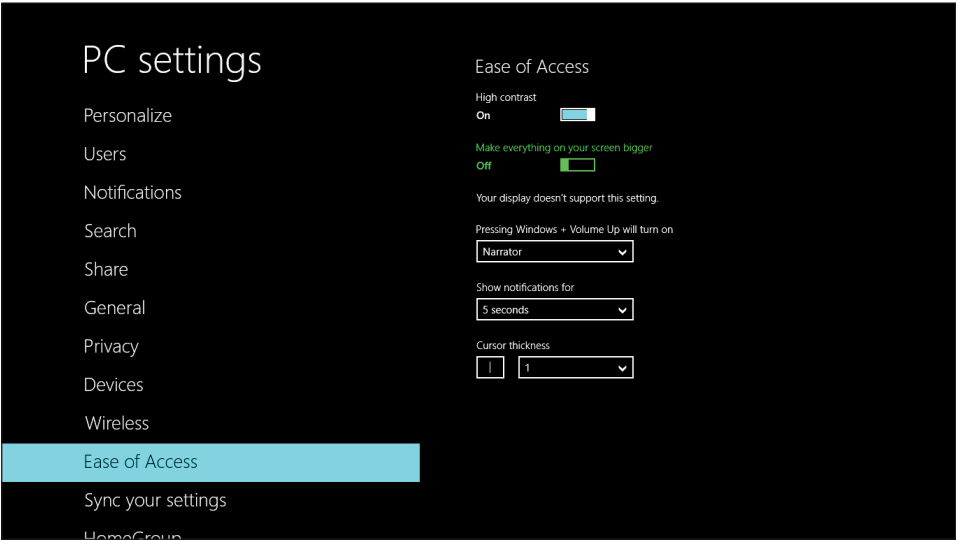 PC settings
Personalize
Users
Notifications
Search
Share
General
Privacy
Devices
Wireless
Ease of Access
Sync your settings
HomeGroup
Ease of Access
High contrast
On
Make everything on your screen bigger
Off
Your display doesn't support this setting.
Pressing Windows + Volume Up will turn on
Narrator
Show notifications for
5 seconds
Cursor thickness
1